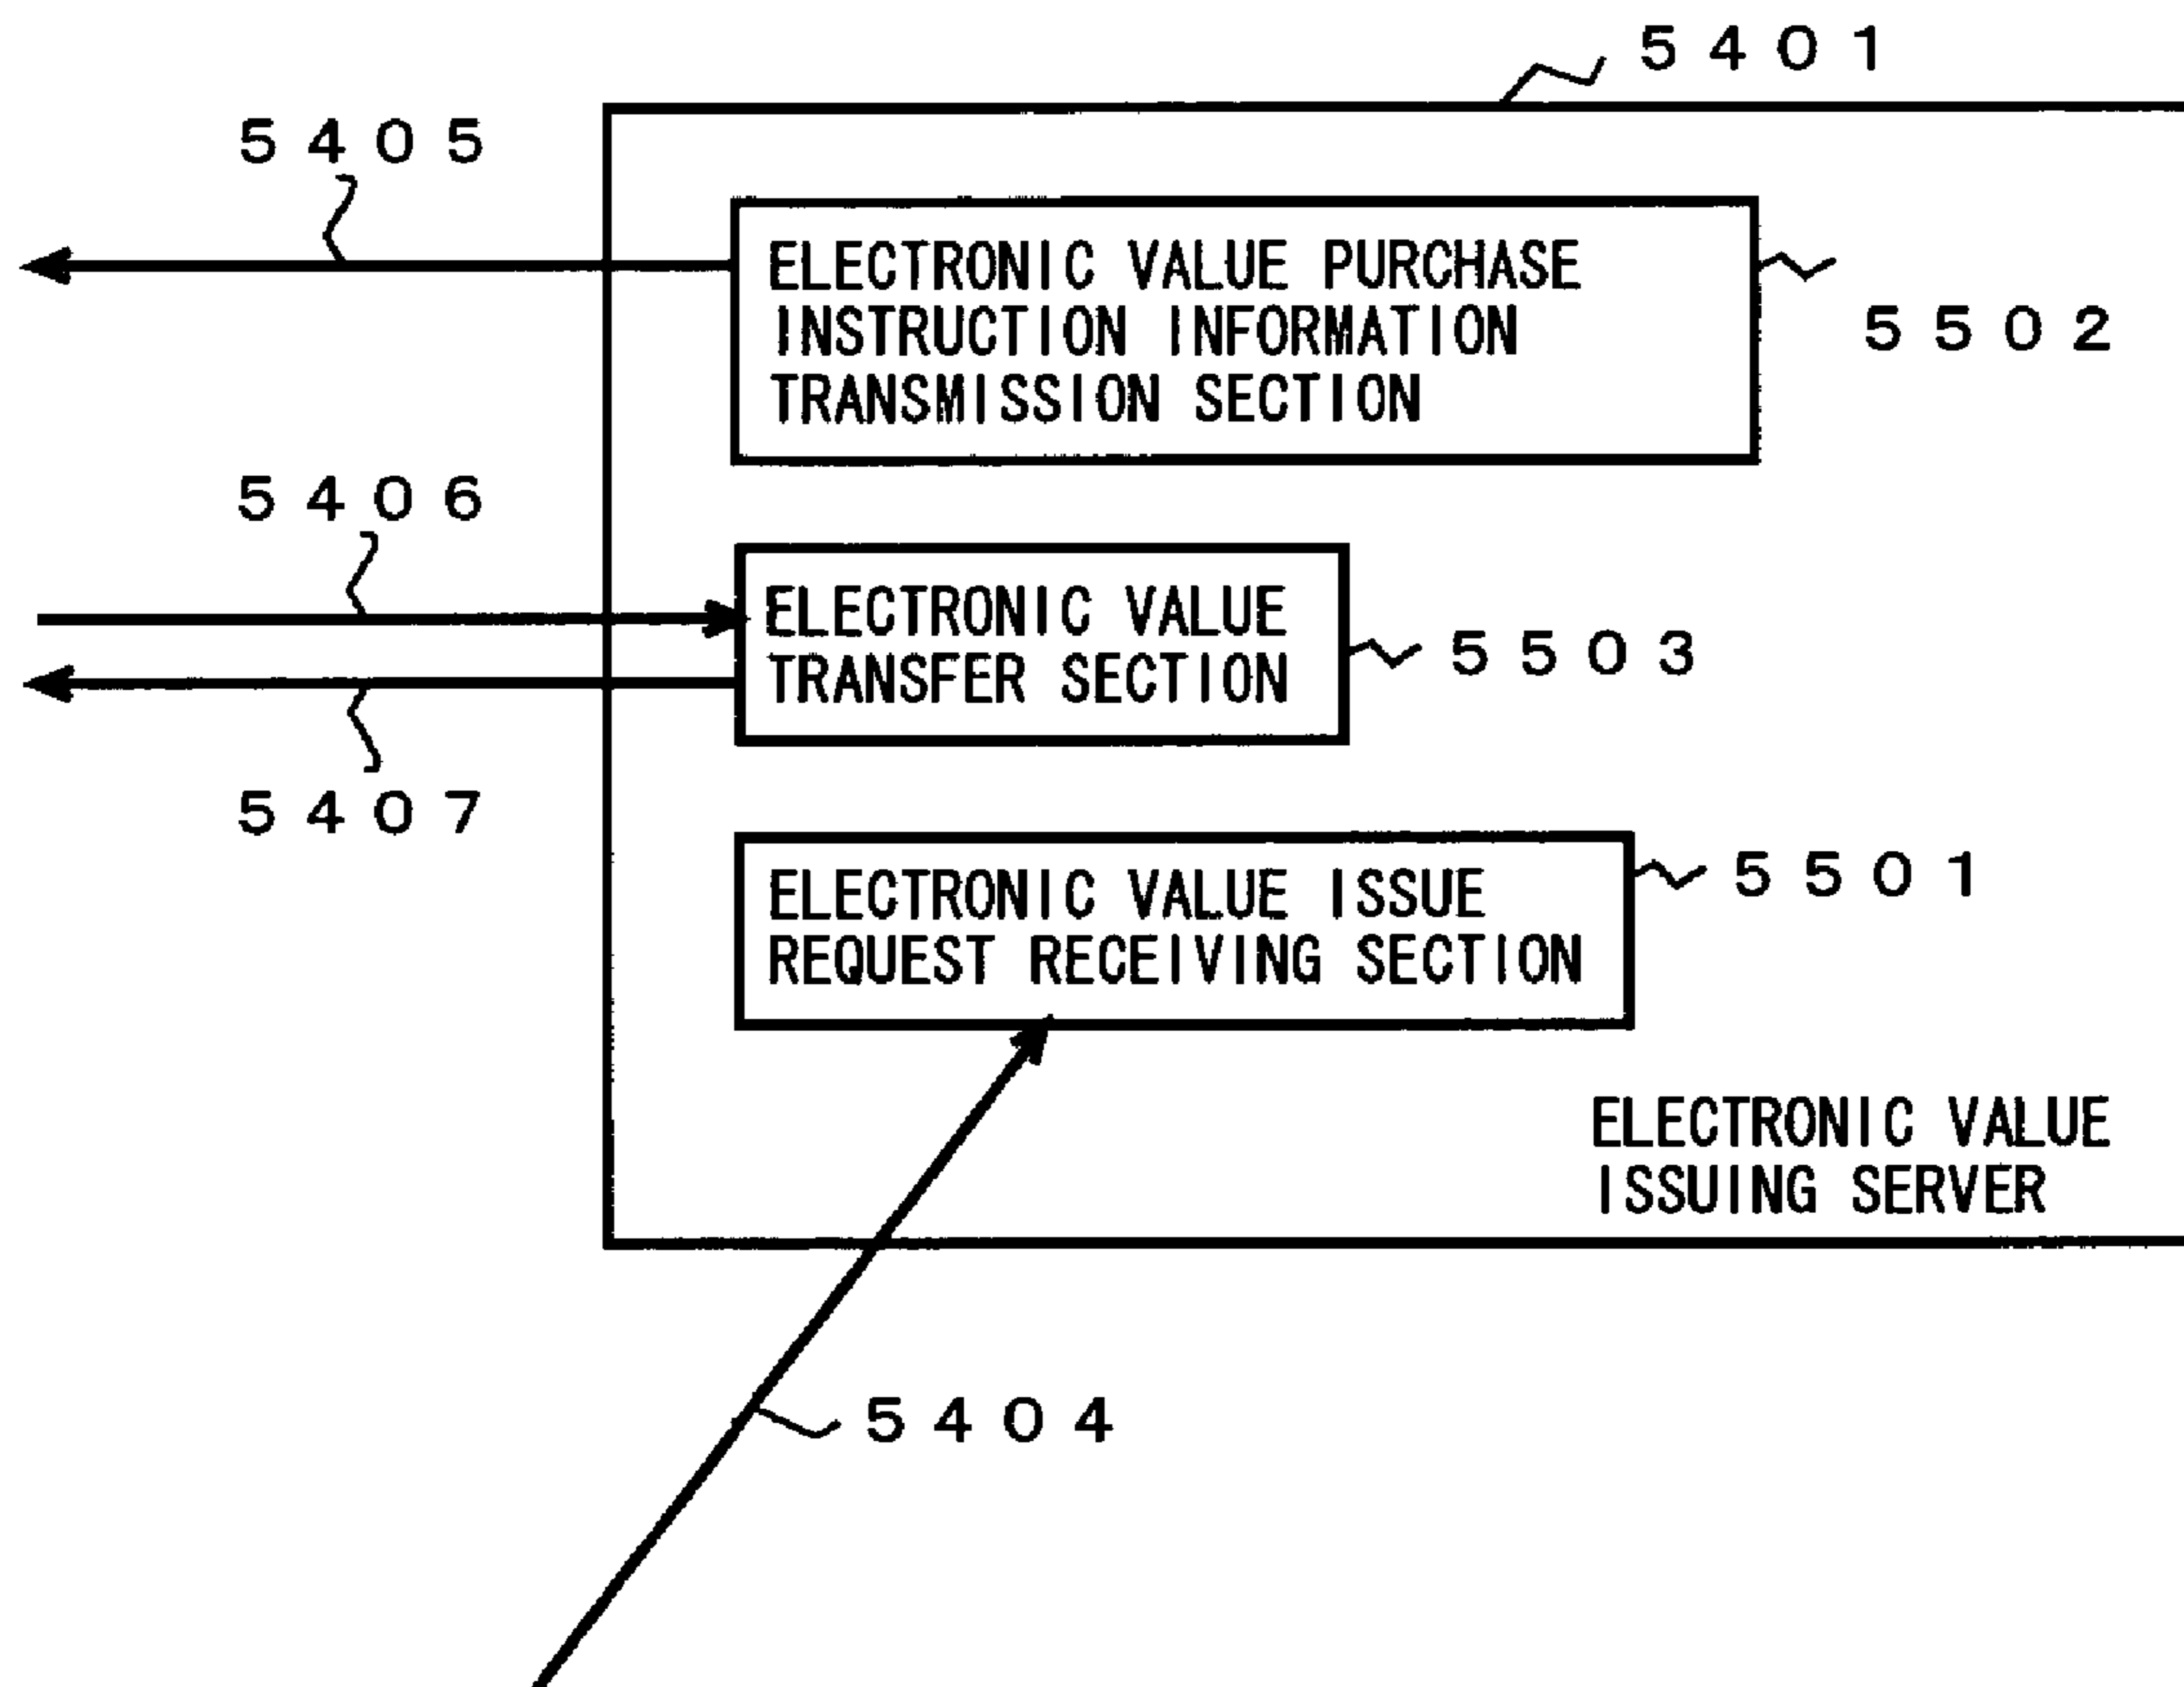 5401
5405
ELECTRONIC VALUE PURCHASE
INSTRUCTION INFORMATION
TRANSMISSION SECTION
5502
5406
ELECTRONIC VALUE
TRANSFER SECTION
5503
5407
ELECTRONIC VALUE ISSUE
REQUEST RECEIVING SECTION
5501
ELECTRONIC VALUE
ISSUING SERVER
5404